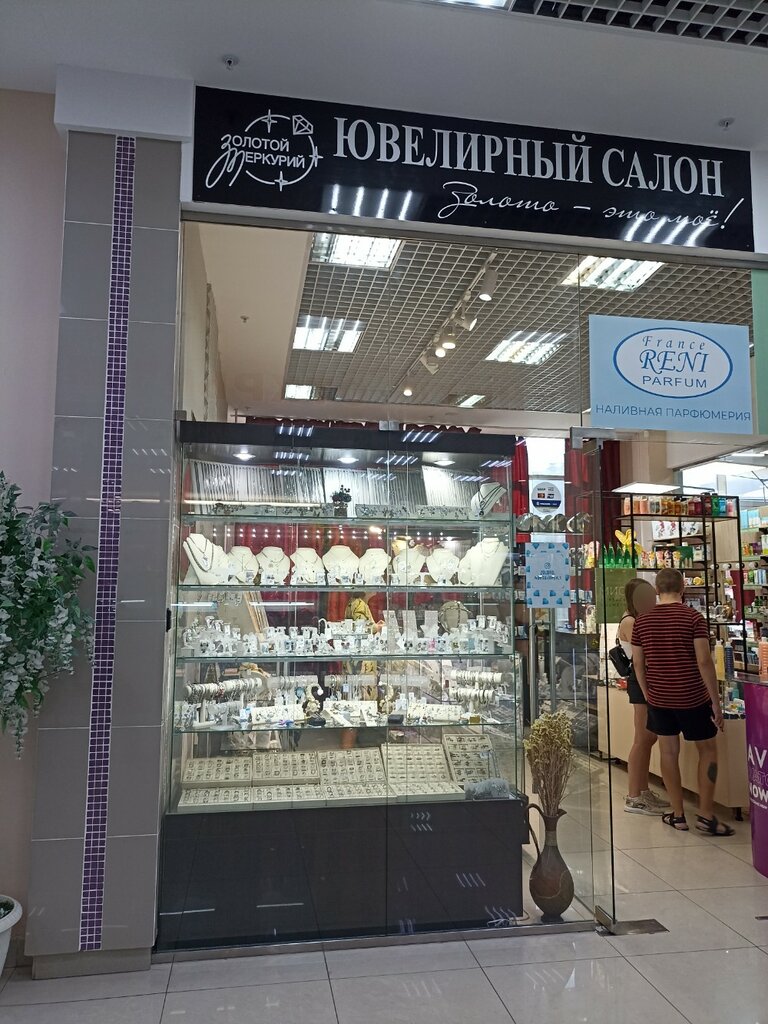 ЗОЛОТОЙ
МЕРКУРИЙ
ЮВЕЛИРНЫЙ САЛОН
Золото – это моё!
France
RENI
PARFUM
НАЛИВНАЯ ПАРФЮМЕРИЯ